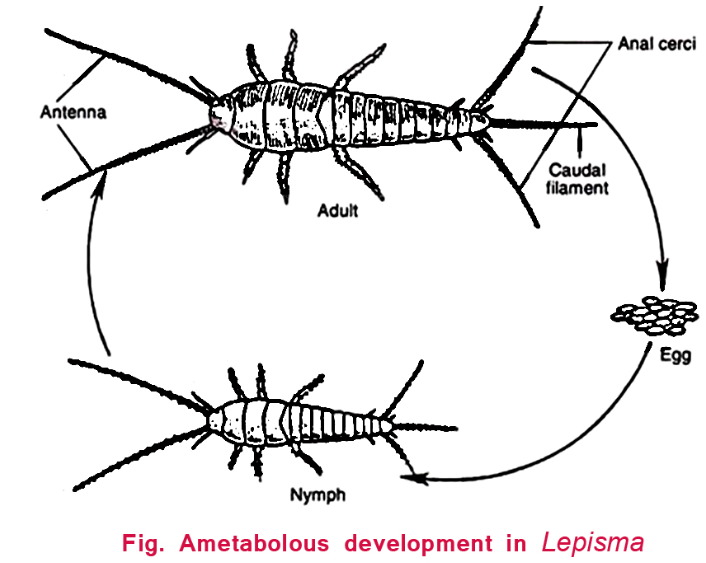 Anal cerci
Antenna
Caudal
filament
Adult
Egg
Nymph
Fig. Ametabolous development in Lepisma